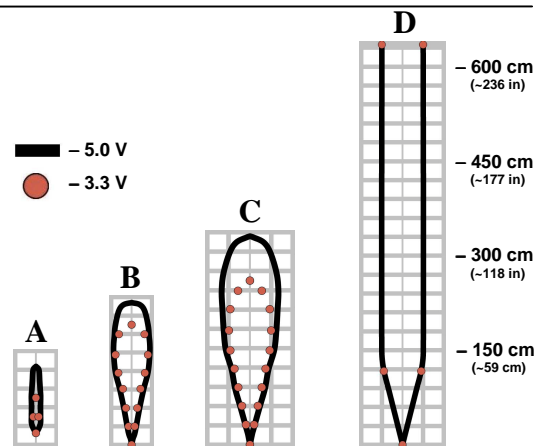 D
– 600 cm
(~236 in)
– 5.0 V
– 450 cm
(~177 in)
– 3.3 V
C
– 300 cm
(~118 in)
B
A
– 150 cm
(~59 cm)